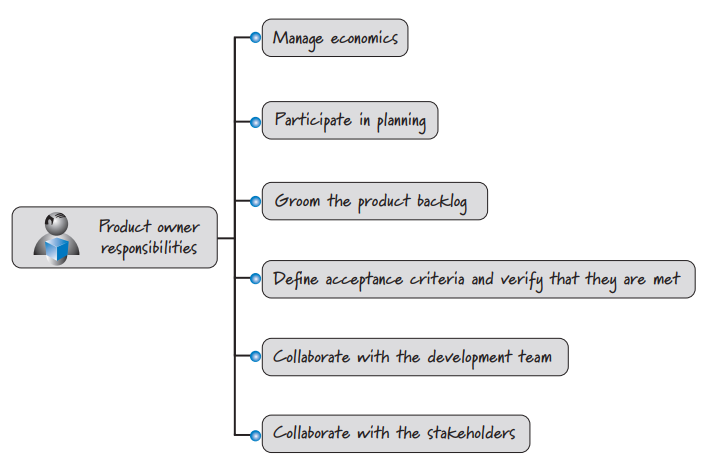 Manage economics
Participate in planning
Groom the product backlog
Product owner
responsibilities
Define acceptance criteria and verify that they are met
Collaborate with the development team
Collaborate with the stakeholders